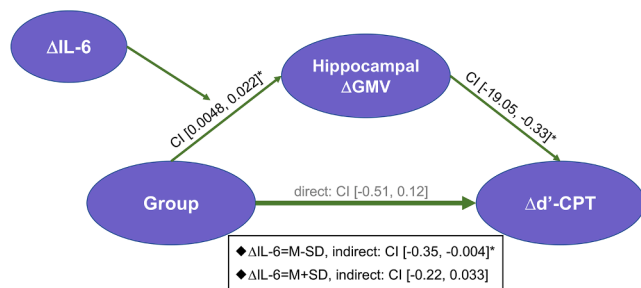 ΔIL-6
Hippocampal
ΔGMV
CI [0.0048, 0.022]*
CI [-19.05, -0.33]*
Group
direct: CI [-0.51, 0.12]
Δd’-CPT
◆ΔIL-6=M-SD, indirect: CI [-0.35, -0.004]*
◆ΔIL-6=M+SD, indirect: CI [-0.22, 0.033]